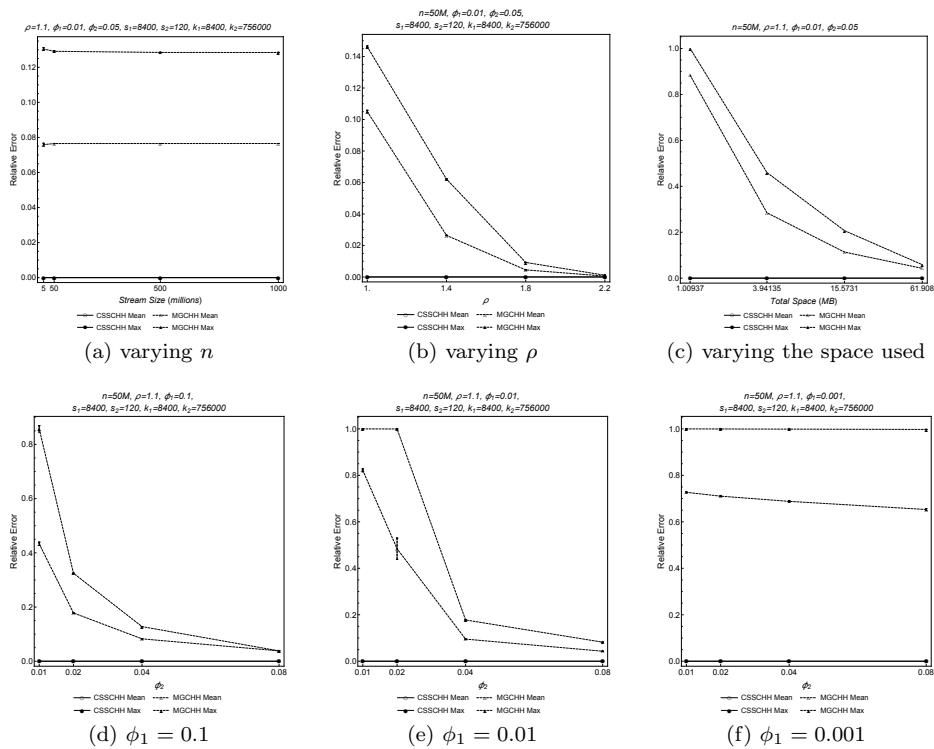 ρ=1.1, ϕ₁=0.01, ϕ₂=0.05, s₁=8400, s₂=120, k₁=8400, k₂=756000
Relative Error
0.12
0.10
0.08
0.06
0.04
0.02
0.00
5 50 500 1000
Stream Size (millions)
CSSCHH Mean MGCHH Mean
CSSCHH Max MGCHH Max
(a) varying n
n=50M, ϕ₁=0.01, ϕ₂=0.05,
s₁=8400, s₂=120, k₁=8400, k₂=756000
Relative Error
0.14
0.12
0.10
0.08
0.06
0.04
0.02
0.00
1. 1.4 1.8 2.2
ρ
CSSCHH Mean MGCHH Mean
CSSCHH Max MGCHH Max
(b) varying ρ
n=50M, ρ=1.1, ϕ₁=0.01, ϕ₂=0.05
Relative Error
1.0
0.8
0.6
0.4
0.2
0.0
1.00937 3.94135 15.5731 61.908
Total Space (MB)
CSSCHH Mean MGCHH Mean
CSSCHH Max MGCHH Max
(c) varying the space used
n=50M, ρ=1.1, ϕ₁=0.1,
s₁=8400, s₂=120, k₁=8400, k₂=756000
Relative Error
0.8
0.6
0.4
0.2
0.0
0.01 0.02 0.04 0.08
ϕ₂
CSSCHH Mean MGCHH Mean
CSSCHH Max MGCHH Max
(d) ϕ₁ = 0.1
n=50M, ρ=1.1, ϕ₁=0.01,
s₁=8400, s₂=120, k₁=8400, k₂=756000
Relative Error
1.0
0.8
0.6
0.4
0.2
0.0
0.01 0.02 0.04 0.08
ϕ₂
CSSCHH Mean MGCHH Mean
CSSCHH Max MGCHH Max
(e) ϕ₁ = 0.01
n=50M, ρ=1.1, ϕ₁=0.001,
s₁=8400, s₂=120, k₁=8400, k₂=756000
Relative Error
1.0
0.8
0.6
0.4
0.2
0.0
0.01 0.02 0.04 0.08
ϕ₂
CSSCHH Mean MGCHH Mean
CSSCHH Max MGCHH Max
(f) ϕ₁ = 0.001